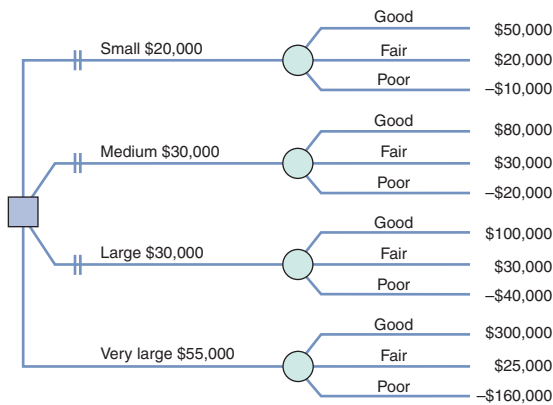 Good
$50,000
Small $20,000
Fair
$20,000
Poor
–$10,000
Good
$80,000
Medium $30,000
Fair
$30,000
Poor
–$20,000
Good
$100,000
Large $30,000
Fair
$30,000
Poor
–$40,000
Good
$300,000
Very large $55,000
Fair
$25,000
Poor
–$160,000